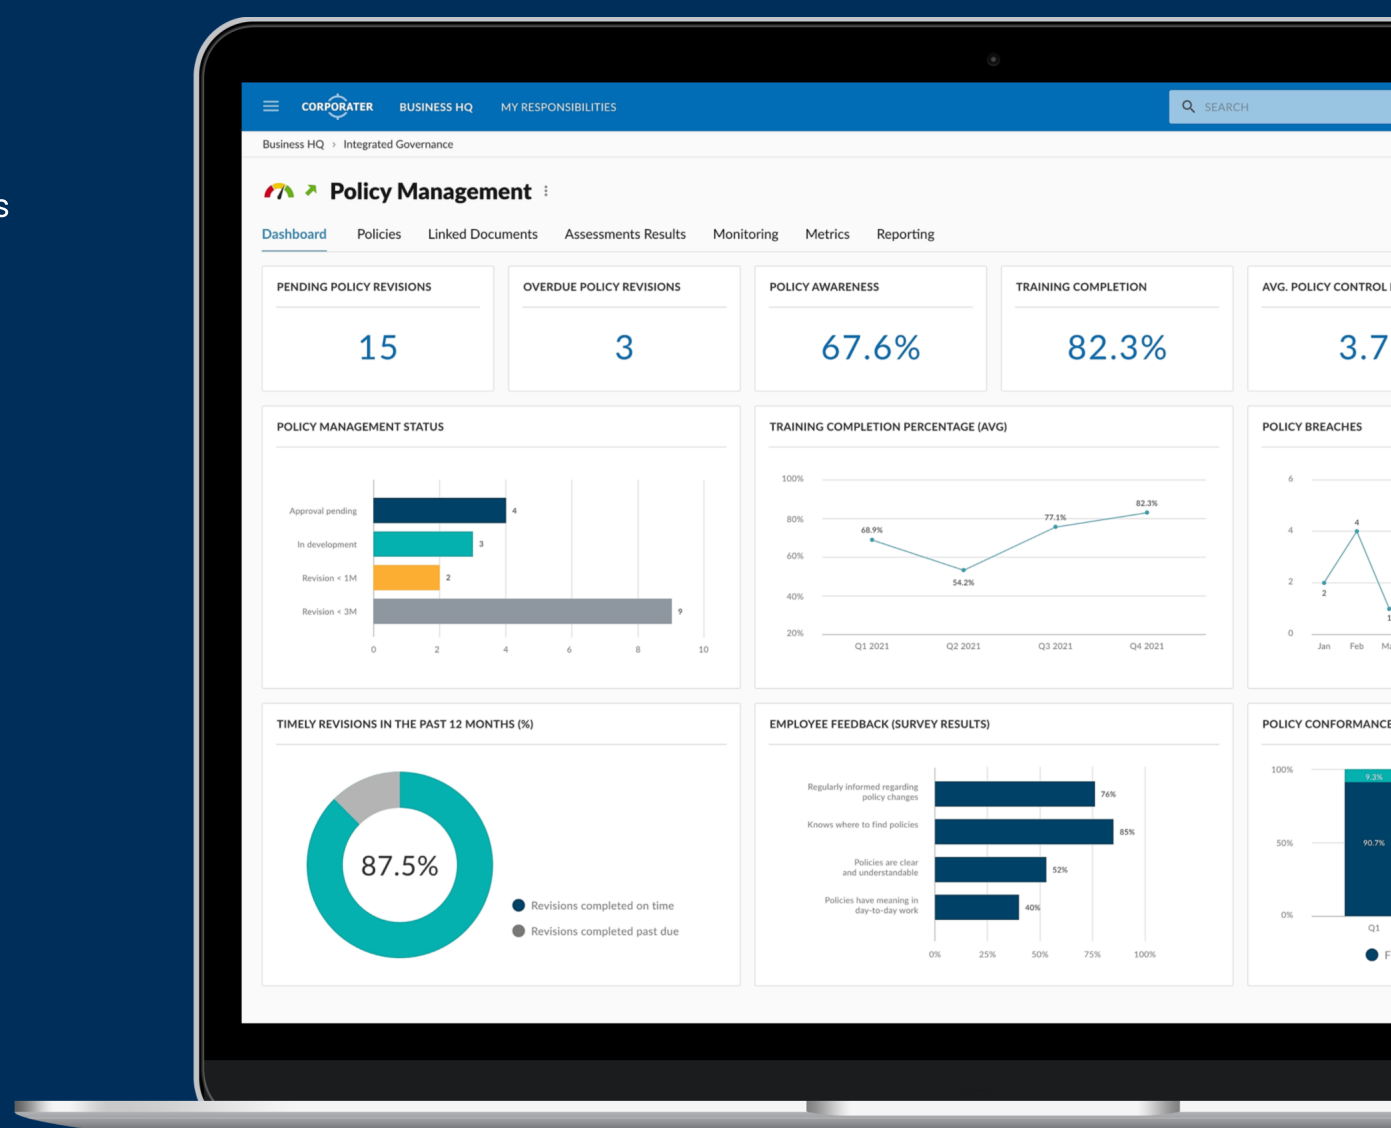 s
CORPORATER
BUSINESS HQ
MY RESPONSIBILITIES
SEARCH
Business HQ > Integrated Governance
Policy Management
Dashboard
Policies
Linked Documents
Assessments Results
Monitoring
Metrics
Reporting
PENDING POLICY REVISIONS
15
OVERDUE POLICY REVISIONS
3
POLICY AWARENESS
67.6%
TRAINING COMPLETION
82.3%
AVG. POLICY CONTROL
3.7
POLICY MANAGEMENT STATUS
Approval pending
4
In development
3
Revision < 1M
2
Revision < 3M
9
0 2 4 6 8 10
TRAINING COMPLETION PERCENTAGE (AVG)
100%
80%
60%
40%
20%
68.9%
54.2%
77.1%
82.3%
Q1 2021 Q2 2021 Q3 2021 Q4 2021
POLICY BREACHES
6
4
2
0
2
4
1
Jan Feb Ma
TIMELY REVISIONS IN THE PAST 12 MONTHS (%)
87.5%
Revisions completed on time
Revisions completed past due
EMPLOYEE FEEDBACK (SURVEY RESULTS)
Regularly informed regarding
policy changes
76%
Knows where to find policies
85%
Policies are clear
and understandable
52%
Policies have meaning in
day-to-day work
40%
0% 25% 50% 75% 100%
POLICY CONFORMANCE
100%
50%
0%
9.3%
90.7%
Q1
F